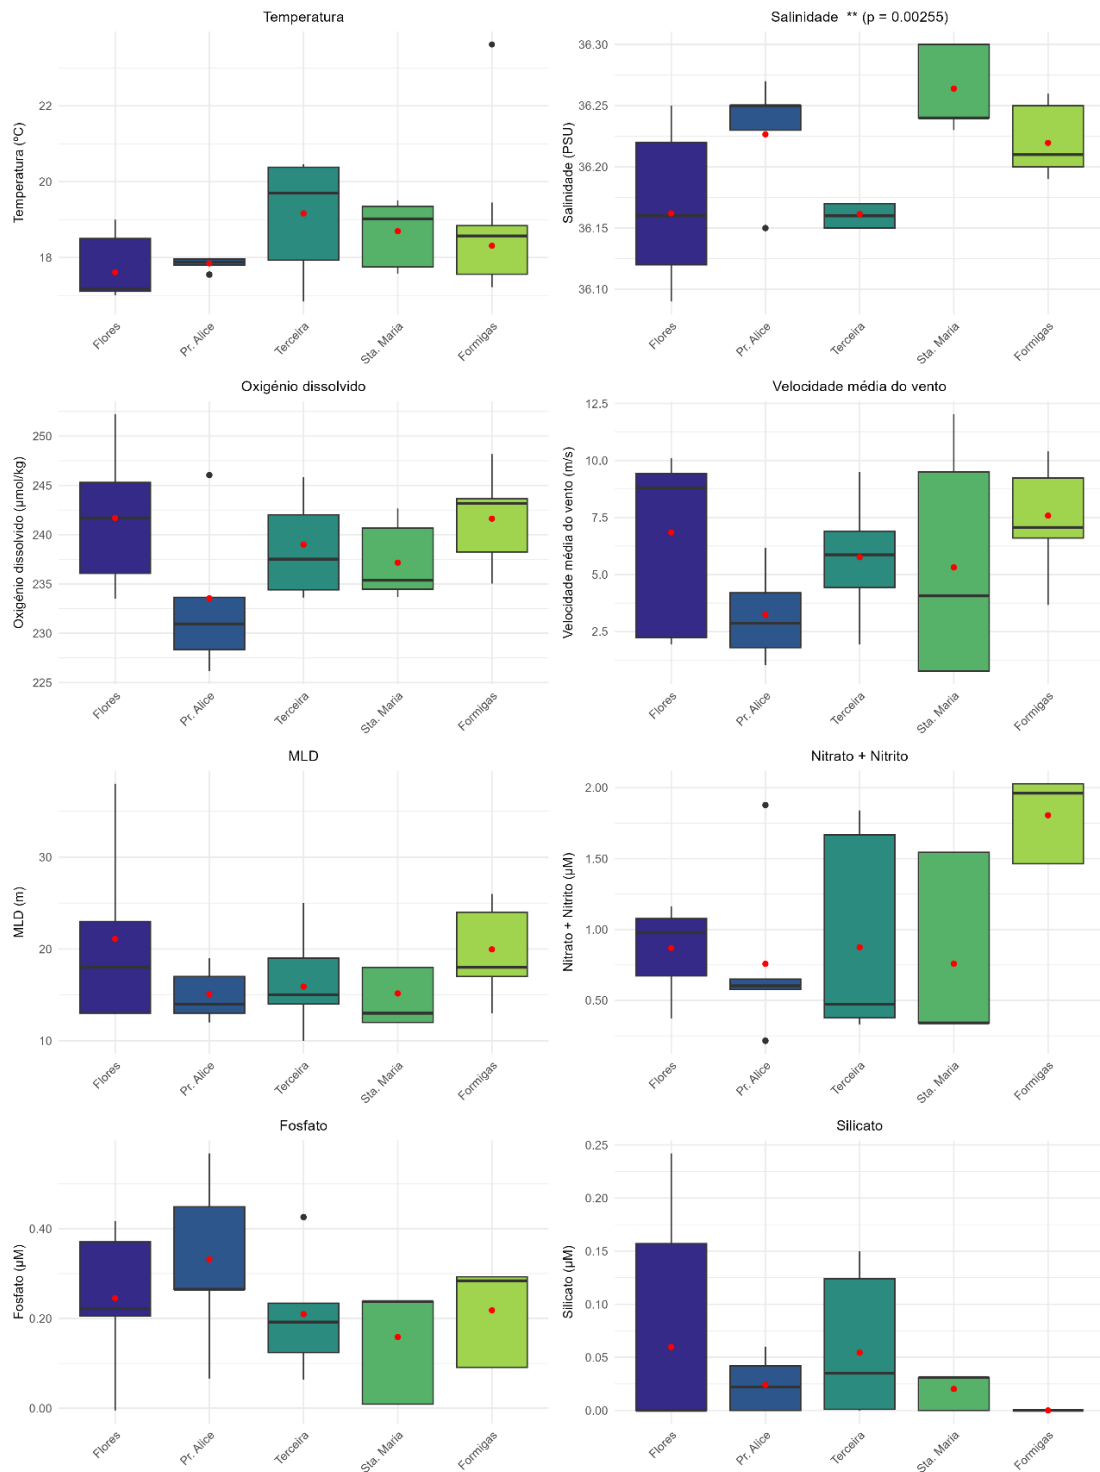 Temperatura
Temperatura (ºC)
22
20
18
Flores
Pr. Alice
Terceira
Sta. Maria
Formigas
Salinidade ** (p = 0.00255)
Salinidade (PSU)
36.30
36.25
36.20
36.15
36.10
Flores
Pr. Alice
Terceira
Sta. Maria
Formigas
Oxigénio dissolvido
Oxigénio dissolvido (µmol/kg)
250
245
240
235
230
225
Flores
Pr. Alice
Terceira
Sta. Maria
Formigas
Velocidade média do vento
Velocidade média do vento (m/s)
12.5
10.0
7.5
5.0
2.5
Flores
Pr. Alice
Terceira
Sta. Maria
Formigas
MLD
MLD (m)
30
20
10
Flores
Pr. Alice
Terceira
Sta. Maria
Formigas
Nitrato + Nitrito
Nitrato + Nitrito (µM)
2.00
1.50
1.00
0.50
Flores
Pr. Alice
Terceira
Sta. Maria
Formigas
Fosfato
Fosfato (µM)
0.40
0.20
0.00
Flores
Pr. Alice
Terceira
Sta. Maria
Formigas
Silicato
Silicato (µM)
0.25
0.20
0.15
0.10
0.05
0.00
Flores
Pr. Alice
Terceira
Sta. Maria
Formigas